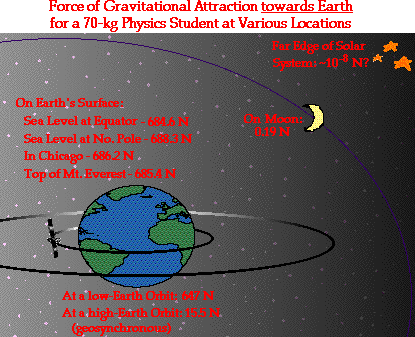 Force of Gravitational Attraction towards Earth
for a 70-kg Physics Student at Various Locations
Far Edge of Solar
System: ~10⁻⁸ N?
On Earth's Surface:
Sea Level at Equator - 684.6 N
Sea Level at No. Pole - 688.3 N
In Chicago - 686.2 N
Top of Mt. Everest - 685.4 N
On Moon:
0.19 N
At a low-Earth Orbit: 647 N
At a high-Earth Orbit: 15.5 N
(geosynchronous)